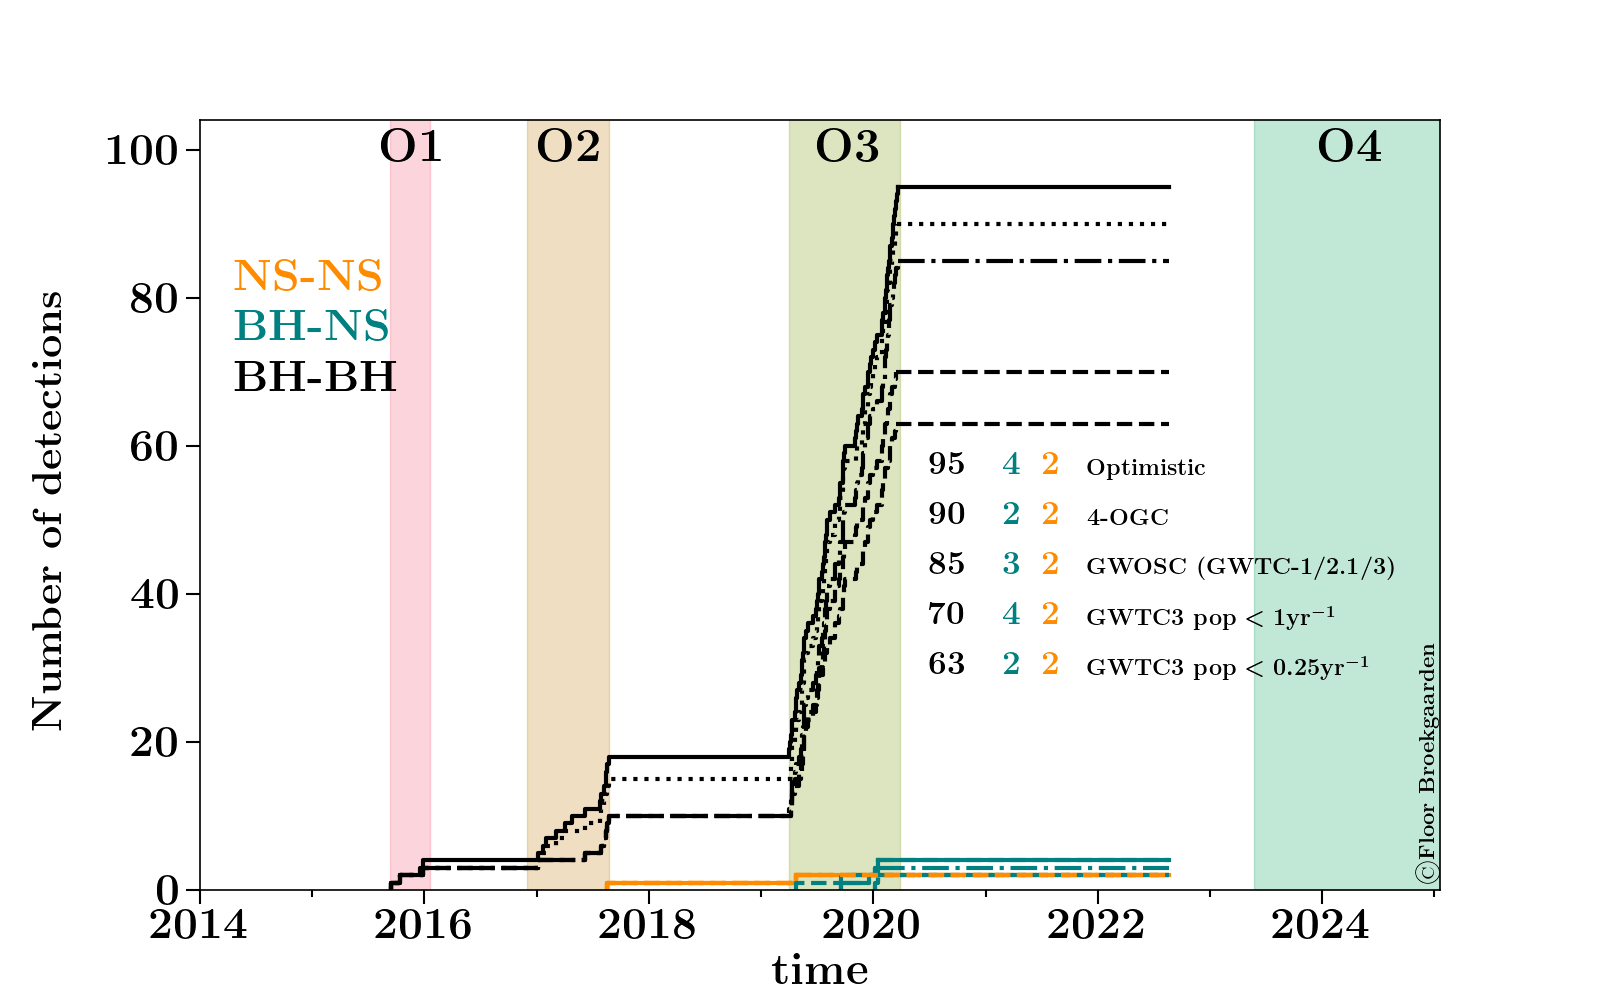 O1 O2 O3 O4
100
80
60
40
20
0
Number of detections
NS-NS
BH-NS
BH-BH
95 4 2 Optimistic
90 2 2 4-OGC
85 3 2 GWOSC (GWTC-1/2.1/3)
70 4 2 GWTC3 pop < 1yr⁻¹
63 2 2 GWTC3 pop < 0.25yr⁻¹
©Floor Broekgaarden
2014 2016 2018 2020 2022 2024
time